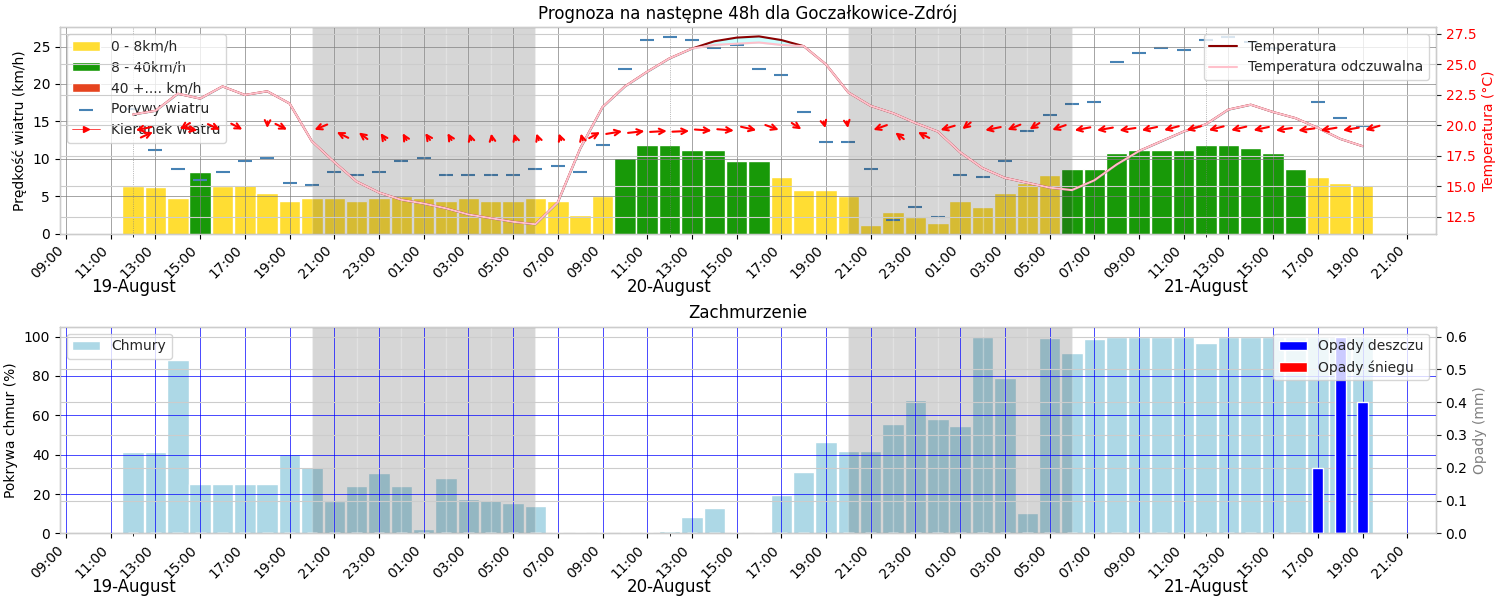 Prognoza na następne 48h dla Goczałkowice-Zdrój
Prędkość wiatru (km/h)
25
20
15
10
5
0
0 - 8km/h
8 - 40km/h
40 +.... km/h
Porywy wiatru
Kierunek wiatru
Temperatura
Temperatura odczuwalna
27.5
25.0
22.5
20.0
17.5
15.0
12.5
Temperatura (°C)
09:00 11:00 13:00 15:00 17:00 19:00 21:00 23:00 01:00 03:00 05:00 07:00 09:00 11:00 13:00 15:00 17:00 19:00 21:00 23:00 01:00 03:00 05:00 07:00 09:00 11:00 13:00 15:00 17:00 19:00 21:00
19-August 20-August 21-August
Zachmurzenie
Pokrywa chmur (%)
100
80
60
40
20
0
Chmury
Opady deszczu
Opady śniegu
0.6
0.5
0.4
0.3
0.2
0.1
0.0
Opady (mm)
09:00 11:00 13:00 15:00 17:00 19:00 21:00 23:00 01:00 03:00 05:00 07:00 09:00 11:00 13:00 15:00 17:00 19:00 21:00 23:00 01:00 03:00 05:00 07:00 09:00 11:00 13:00 15:00 17:00 19:00 21:00
19-August 20-August 21-August